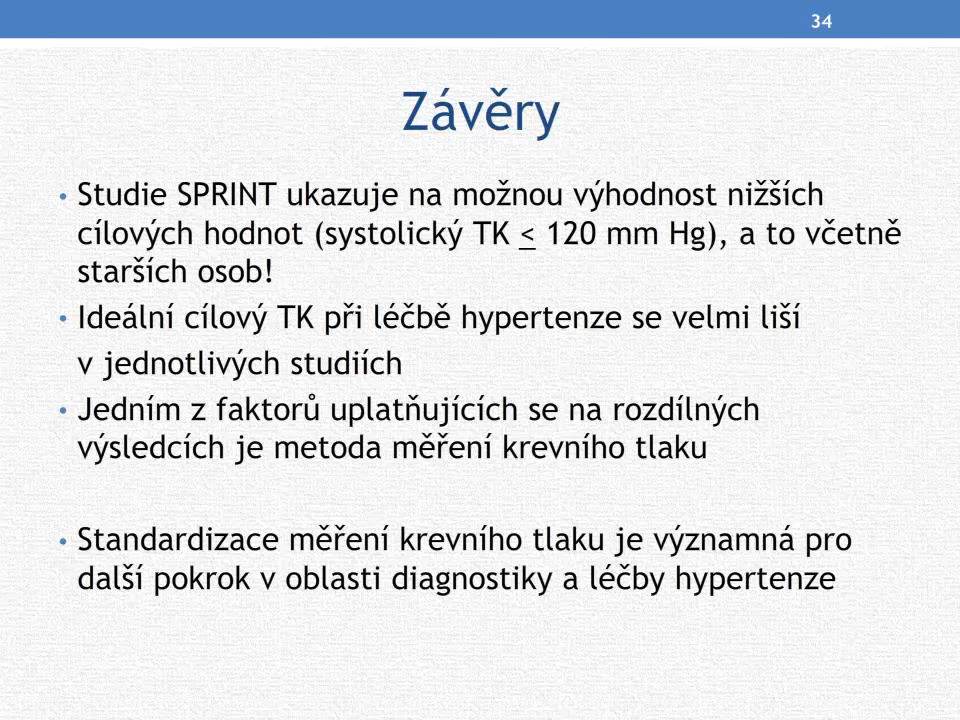 34
Závěry
• Studie SPRINT ukazuje na možnou výhodnost nižších
cílových hodnot (systolický TK < 120 mm Hg), a to včetně
starších osob!
• Ideální cílový TK při léčbě hypertenze se velmi liší
v jednotlivých studiích
• Jedním z faktorů uplatňujících se na rozdílných
výsledcích je metoda měření krevního tlaku
• Standardizace měření krevního tlaku je významná pro
další pokrok v oblasti diagnostiky a léčby hypertenze